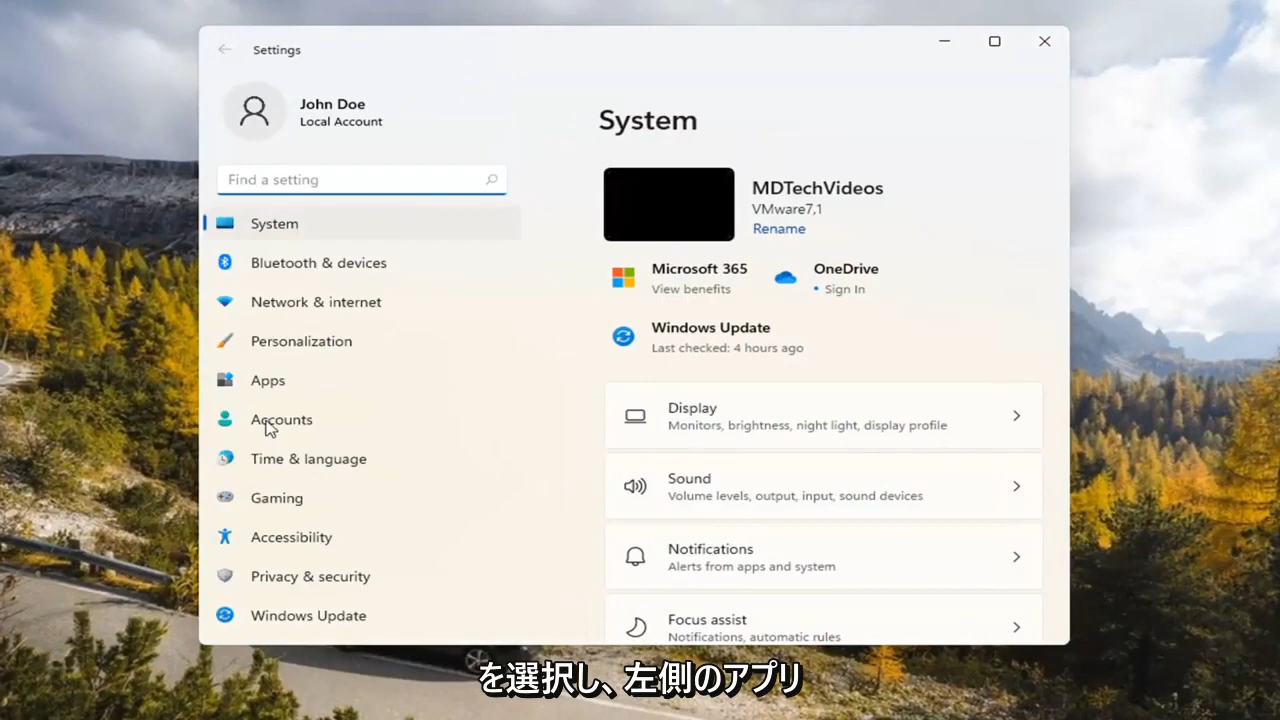 Settings
John Doe
Local Account
Find a setting
System
Bluetooth & devices
Network & internet
Personalization
Apps
Accounts
Time & language
Gaming
Accessibility
Privacy & security
Windows Update
System
MDTechVideos
VMware7,1
Rename
Microsoft 365
View benefits
OneDrive
• Sign In
Windows Update
Last checked: 4 hours ago
Display
Monitors, brightness, night light, display profile
Sound
Volume levels, output, input, sound devices
Notifications
Alerts from apps and system
Focus assist
Notifications, automatic rules
を選択し、左側のアプリ